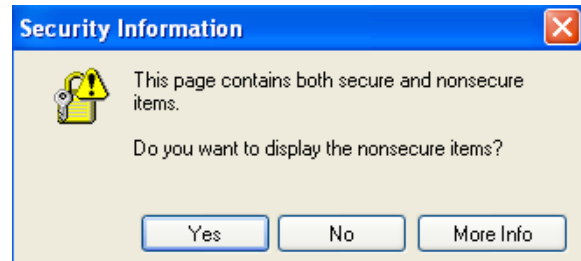 Security Information
This page contains both secure and nonsecure
items.
Do you want to display the nonsecure items?
Yes No More Info